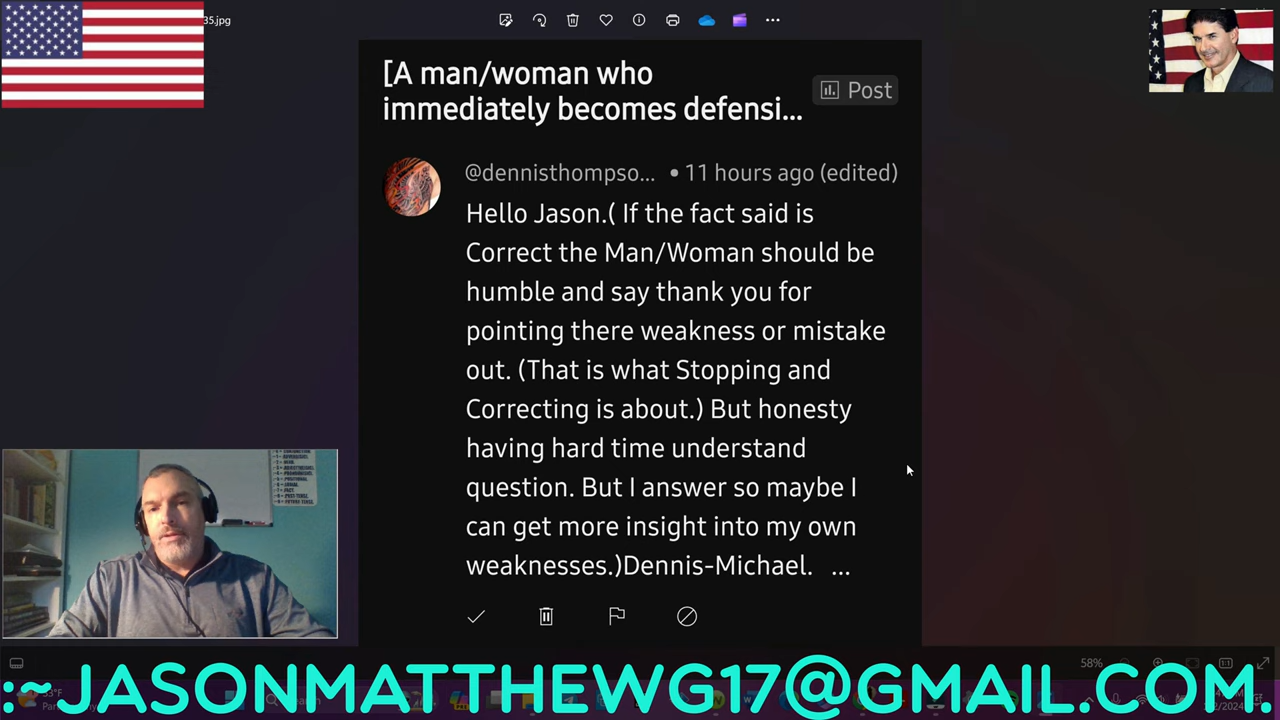 35.jpg
[A man/woman who
immediately becomes defensi...
Post
@dennisthompso... • 11 hours ago (edited)
Hello Jason.( If the fact said is
Correct the Man/Woman should be
humble and say thank you for
pointing there weakness or mistake
out. (That is what Stopping and
Correcting is about.) But honesty
having hard time understand
question. But I answer so maybe I
can get more insight into my own
weaknesses.)Dennis-Michael. ...
58%
:~JASONMATTHEWG17@GMAIL.COM.